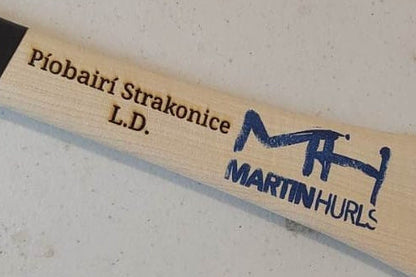 Píobairí Strakonice
L.D.
MH
MARTINHURLS